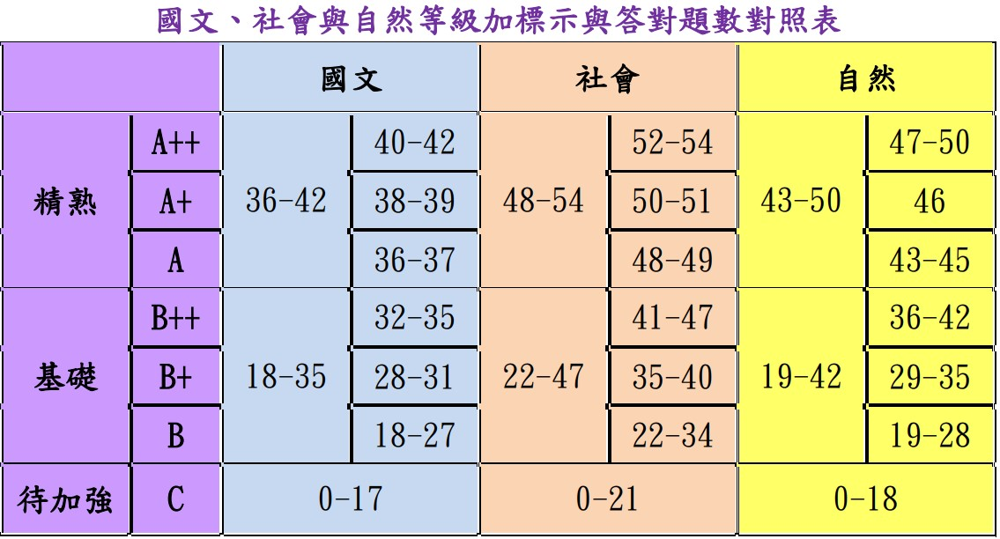 國文、社會與自然等級加標示與答對題數對照表
國文 社會 自然
A++ 40-42 52-54 47-50
精熟 A+ 36-42 38-39 48-54 50-51 43-50 46
A 36-37 48-49 43-45
B++ 32-35 41-47 36-42
基礎 B+ 18-35 28-31 22-47 35-40 19-42 29-35
B 18-27 22-34 19-28
待加強 C 0-17 0-21 0-18